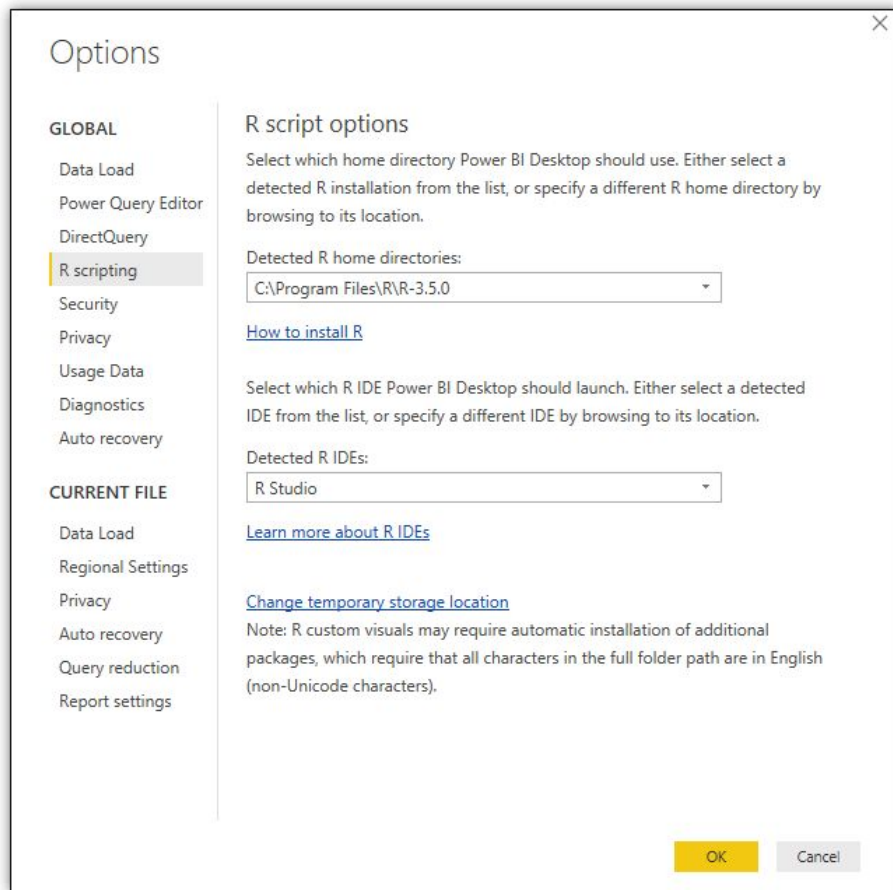 Options
GLOBAL
Data Load
Power Query Editor
DirectQuery
R scripting
Security
Privacy
Usage Data
Diagnostics
Auto recovery
CURRENT FILE
Data Load
Regional Settings
Privacy
Auto recovery
Query reduction
Report settings
R script options
Select which home directory Power BI Desktop should use. Either select a
detected R installation from the list, or specify a different R home directory by
browsing to its location.
Detected R home directories:
C:\Program Files\R\R-3.5.0
How to install R
Select which R IDE Power BI Desktop should launch. Either select a detected
IDE from the list, or specify a different IDE by browsing to its location.
Detected R IDEs:
R Studio
Learn more about R IDEs
Change temporary storage location
Note: R custom visuals may require automatic installation of additional
packages, which require that all characters in the full folder path are in English
(non-Unicode characters).
OK
Cancel